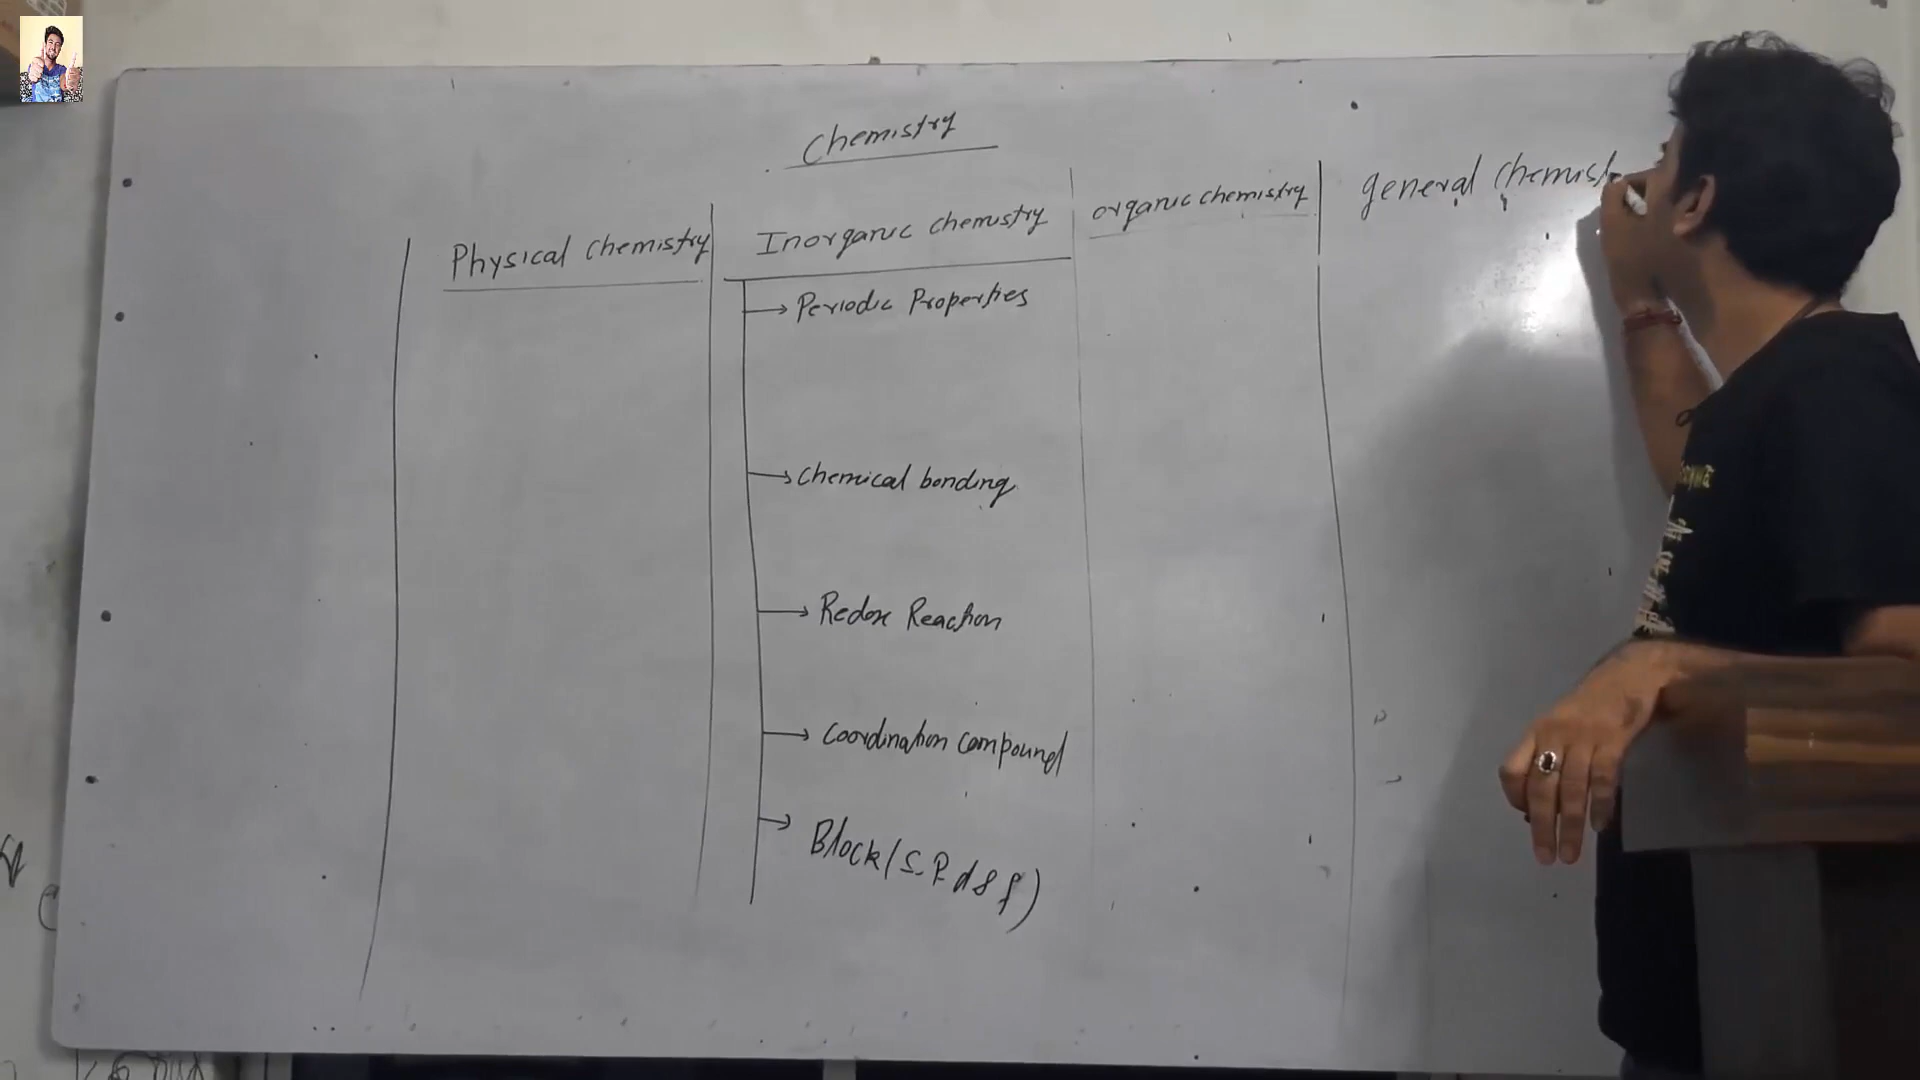 Chemistry
Physical chemistry
Inorganic chemistry
organic chemistry
general chemist
Periodic Properties
Chemical bonding
Redox Reaction
Coordination compound
Block (S. P. d & f)